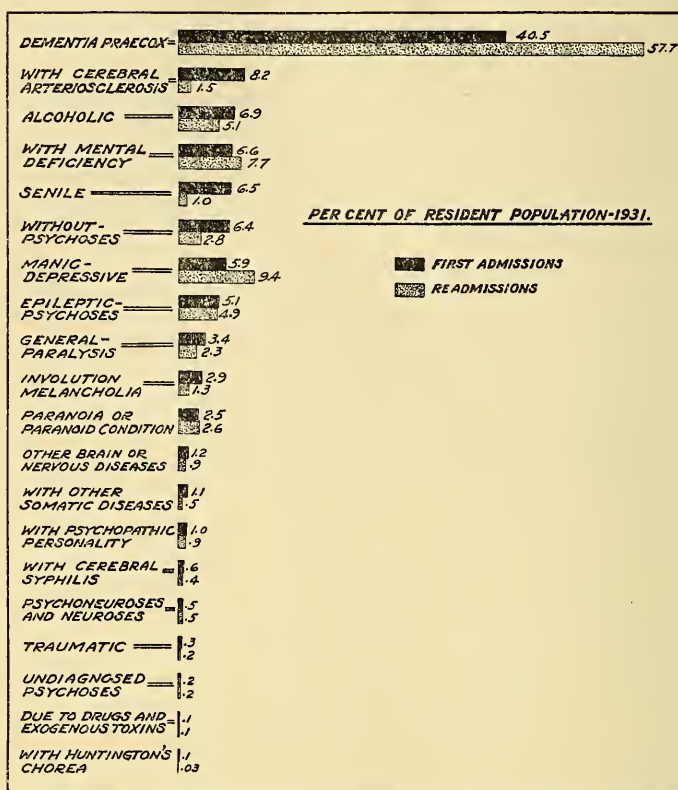 DEMENTIA PRAECOX
40.5
57.7
WITH CEREBRAL
ARTERIOSCLEROSIS
8.2
1.5
ALCOHOLIC
6.9
5.1
WITH MENTAL
DEFICIENCY
6.6
7.7
SENILE
6.5
1.0
PER CENT OF RESIDENT POPULATION-1931.
FIRST ADMISSIONS
READMISSIONS
WITHOUT-
PSYCHOSES
6.4
2.8
MANIC-
DEPRESSIVE
5.9
9.4
EPILEPTIC-
PSYCHOSES
5.1
4.9
GENERAL-
PARALYSIS
3.4
2.3
INVOLUTION
MELANCHOLIA
2.9
1.3
PARANOIA OR
PARANOID CONDITION
2.5
2.6
OTHER BRAIN OR
NERVOUS DISEASES
1.2
.9
WITH OTHER
SOMATIC DISEASES
1.1
.5
WITH PSYCHOPATHIC
PERSONALITY
1.0
.9
WITH CEREBRAL
SYPHILIS
.6
.4
PSYCHONEUROSES
AND NEUROSES
.5
.5
TRAUMATIC
.3
.2
UNDIAGNOSED
PSYCHOSES
.2
.2
DUE TO DRUGS AND
EXOGENOUS TOXINS
.1
.1
WITH HUNTINGTON'S
CHOREA
.1
.03